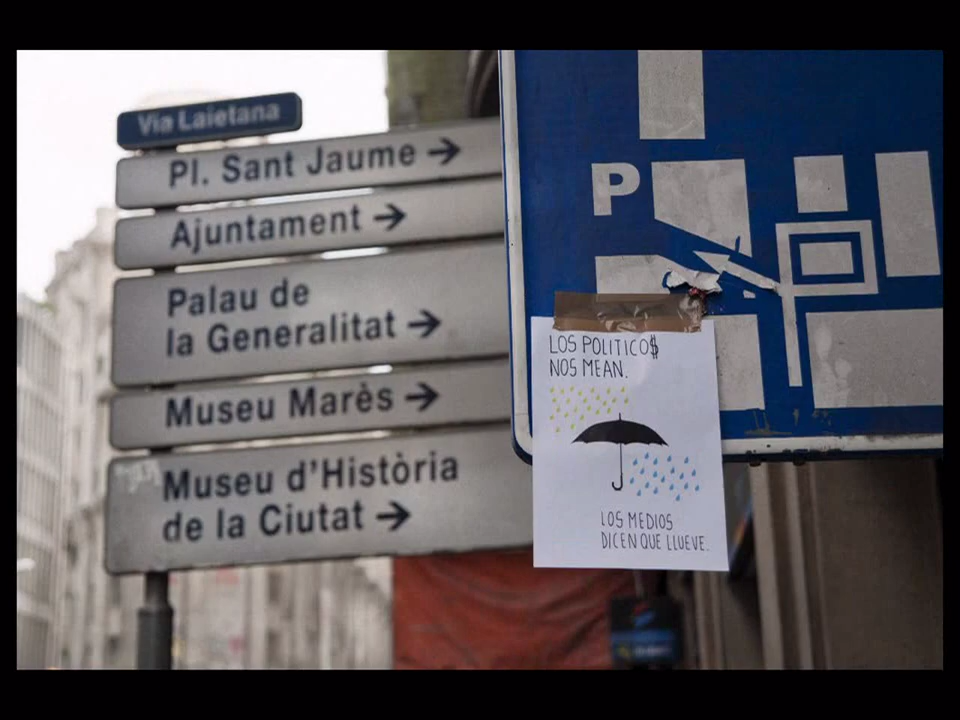 Via Laietana
Pl. Sant Jaume →
Ajuntament →
Palau de
la Generalitat →
Museu Marès →
Museu d'Història
de la Ciutat →
P
LOS POLITICO$
NOS MEAN.
LOS MEDIOS
DICEN QUE LLUEVE.